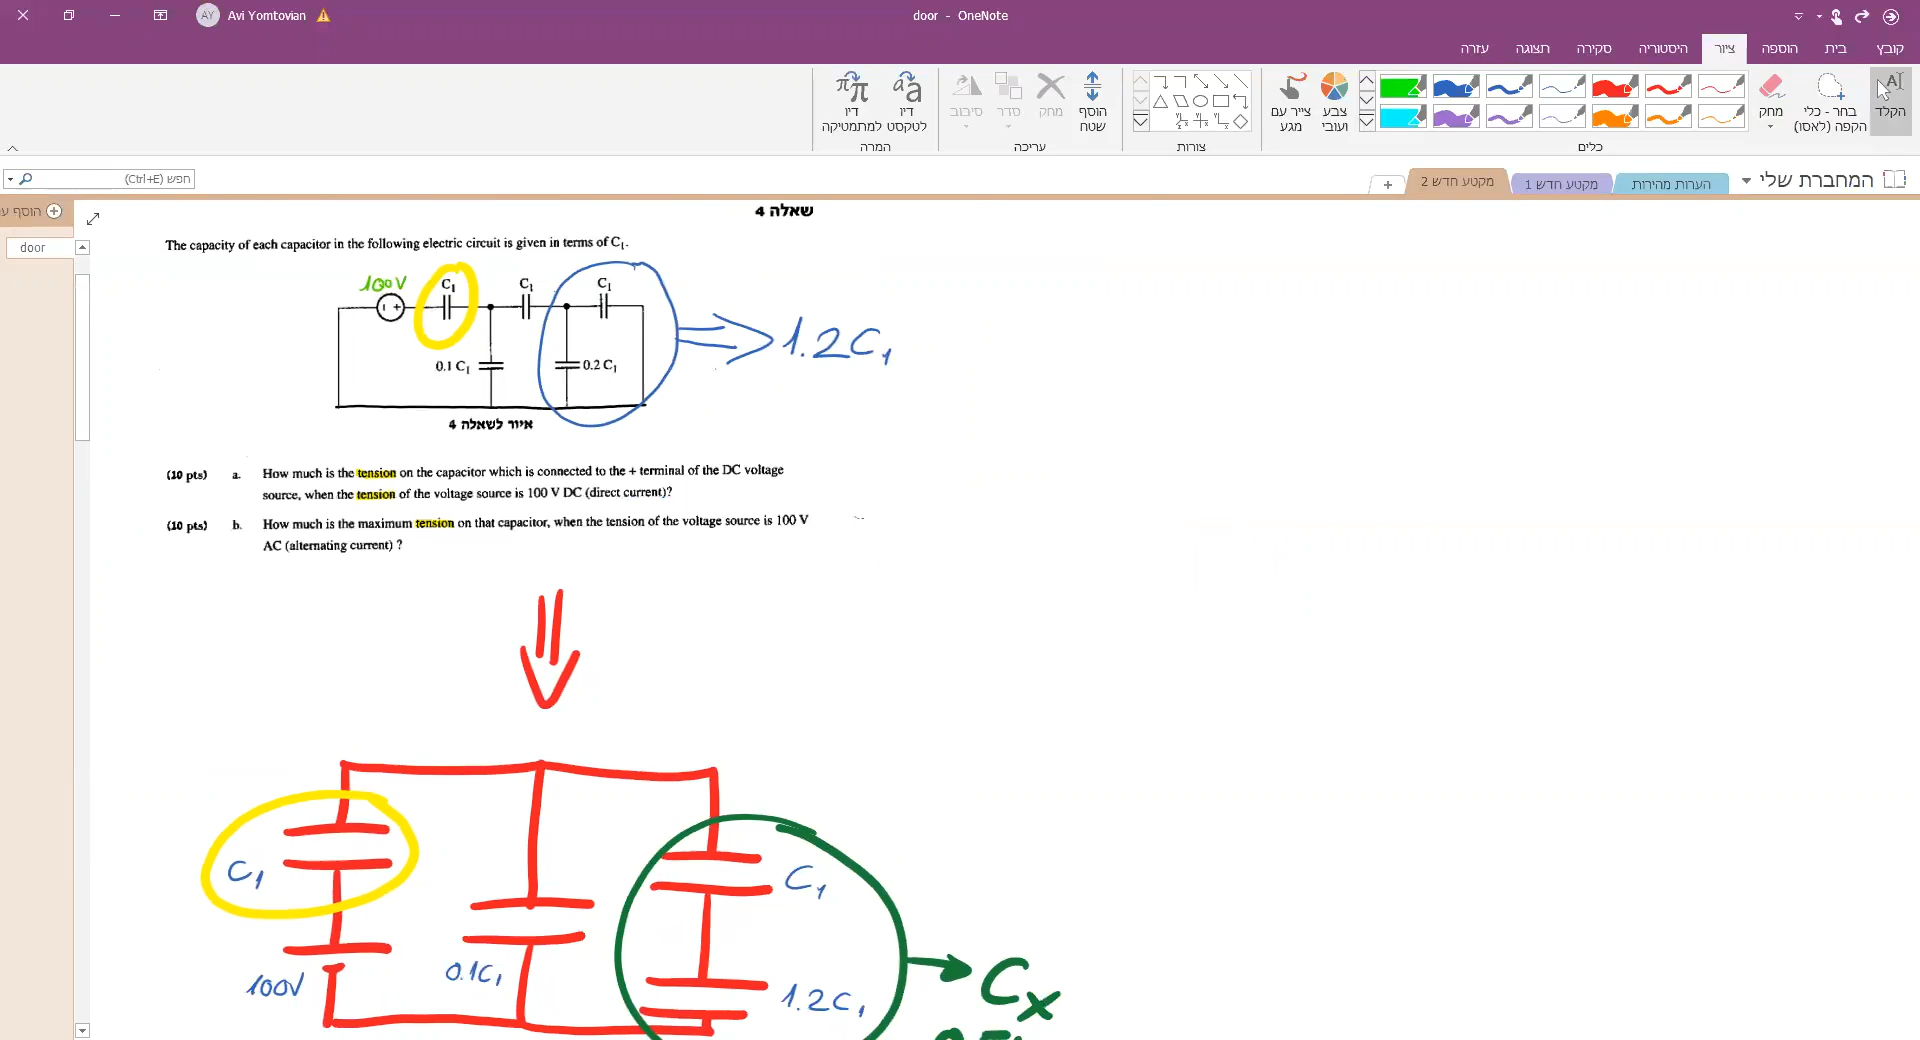 AY Avi Yomtovian
door - OneNote
קובץ בית הוספה ציור היסטוריה סקירה תצוגה עזרה
הקלד
בחר - כלי הקפה (לאסו)
מחק
כלים
צבע ועובי
צייר עם מגע
צורות
הוסף שטח
מחק
סדר
סיבוב
עריכה
דיו לטקסט
דיו למתמטיקה
המרה
המחברת שלי
הערות מהירות
מקטע חדש 1
מקטע חדש 2
+
חפש (Ctrl+E)
door
שאלה 4
The capacity of each capacitor in the following electric circuit is given in terms of C₁.
100V
C₁ C₁ C₁
- +
0.1 C₁ 0.2 C₁
1.2C₁
איור לשאלה 4
(10 pts) a. How much is the tension on the capacitor which is connected to the + terminal of the DC voltage
source, when the tension of the voltage source is 100 V DC (direct current)?
(10 pts) b. How much is the maximum tension on that capacitor, when the tension of the voltage source is 100 V
AC (alternating current) ?
C₁
C₁
0.1C₁
100V
1.2C₁
Cx